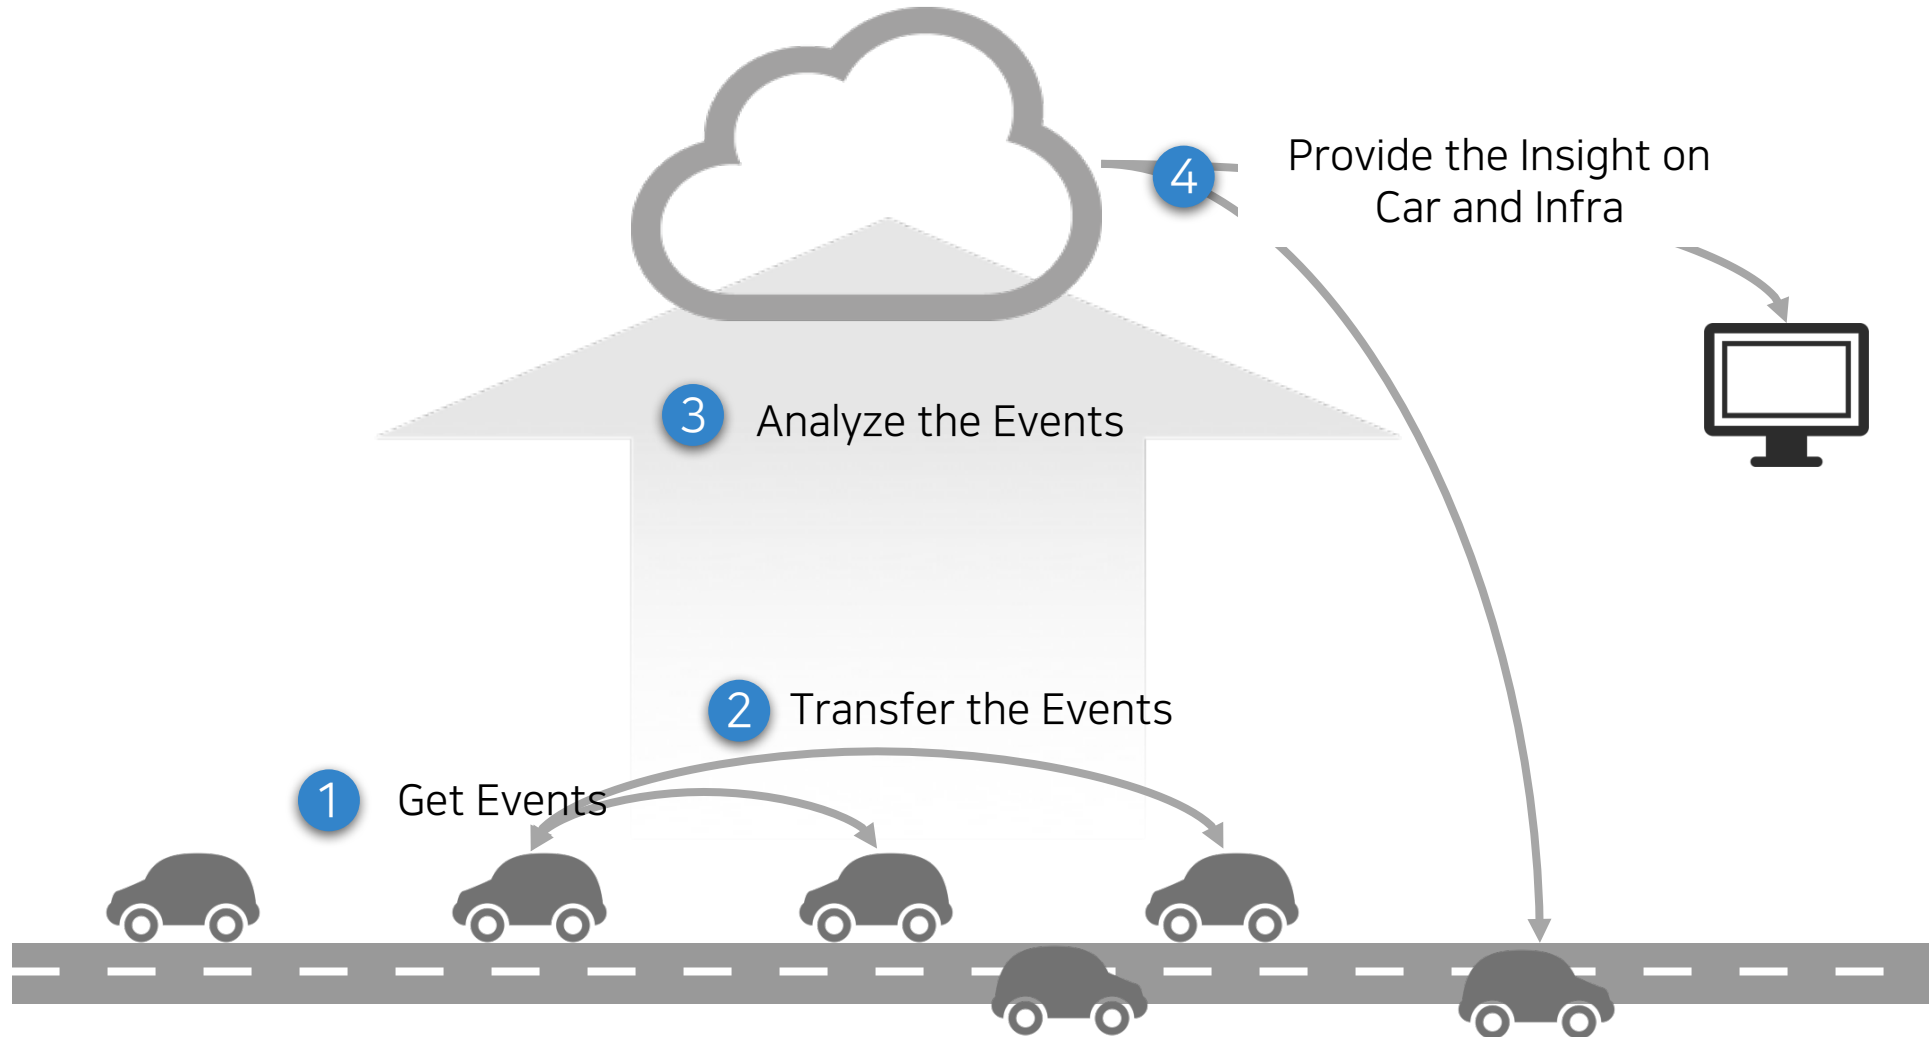 4
Provide the Insight on
Car and Infra
3
Analyze the Events
2
Transfer the Events
1
Get Events